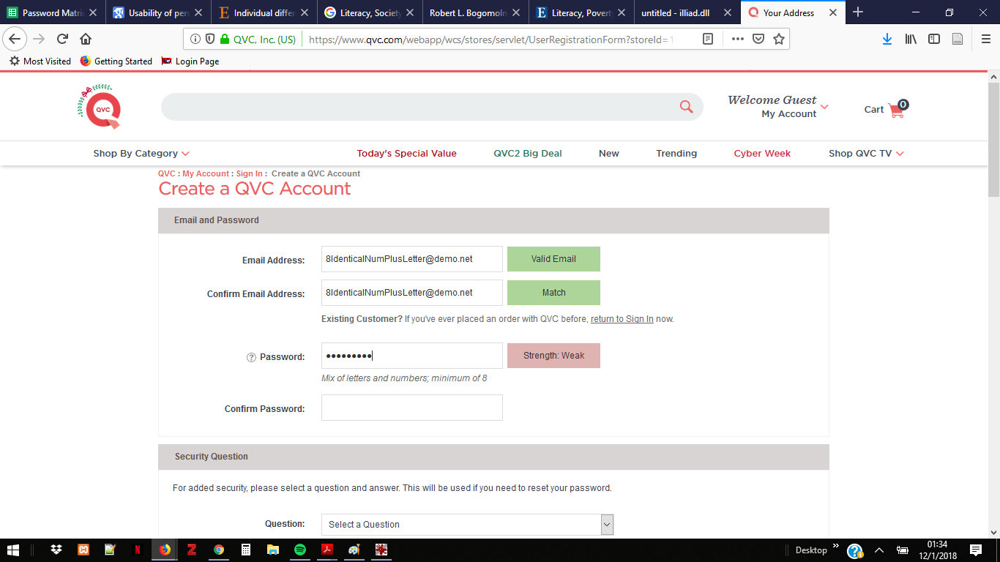 Password Matri
Usability of pers
Individual differ
Literacy, Society
Robert L. Bogomoln
Literacy, Povert
untitled - illiad.dll
Your Address
QVC, Inc. (US)
https://www.qvc.com/webapp/wcs/stores/servlet/UserRegistrationForm?storeId=
Most Visited
Getting Started
Login Page
QVC
Welcome Guest
My Account
Cart
0
Shop By Category
Today's Special Value
QVC2 Big Deal
New
Trending
Cyber Week
Shop QVC TV
QVC : My Account : Sign In : Create a QVC Account
Create a QVC Account
Email and Password
Email Address:
8IdenticalNumPlusLetter@demo.net
Valid Email
Confirm Email Address:
8IdenticalNumPlusLetter@demo.net
Match
Existing Customer? If you've ever placed an order with QVC before, return to Sign In now.
? Password:
●●●●●●●●●
Strength: Weak
Mix of letters and numbers; minimum of 8
Confirm Password:
Security Question
For added security, please select a question and answer. This will be used if you need to reset your password.
Question:
Select a Question
Desktop
01:34
12/1/2018